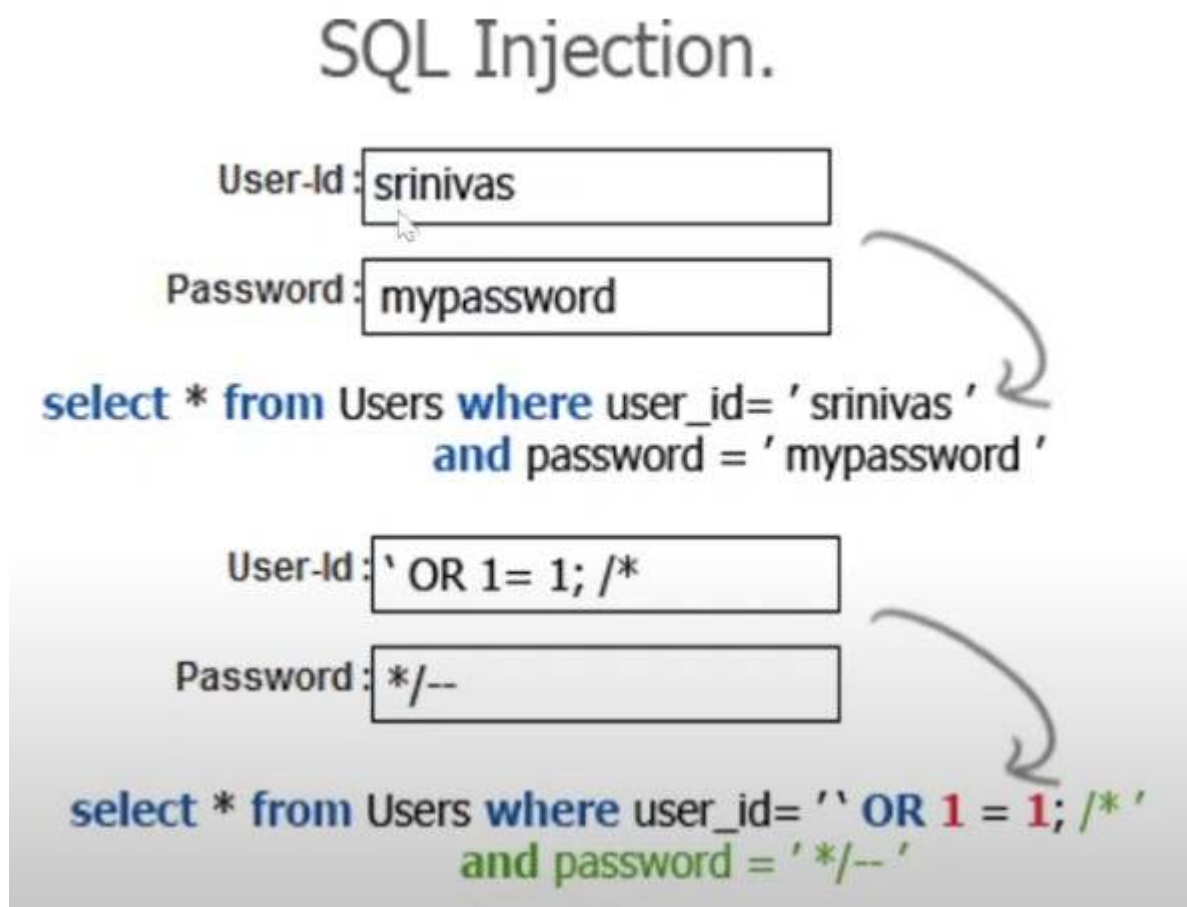 SQL Injection.
User-Id : srinivas
Password : mypassword
select * from Users where user_id= ' srinivas '
and password = ' mypassword '
User-Id : ` OR 1= 1; /*
Password : */--
select * from Users where user_id= '` OR 1 = 1; /* '
and password = ' */-- '